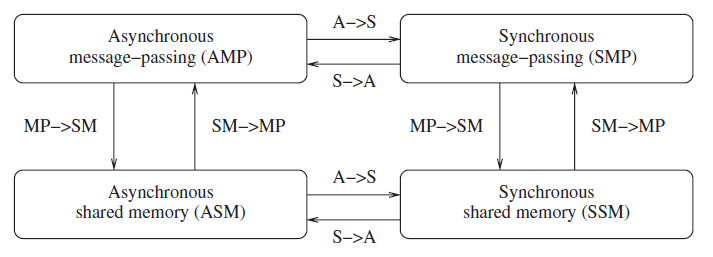 Asynchronous
message–passing (AMP)
A–>S
Synchronous
message–passing (SMP)
S–>A
MP–>SM
SM–>MP
MP–>SM
SM–>MP
Asynchronous
shared memory (ASM)
A–>S
Synchronous
shared memory (SSM)
S–>A